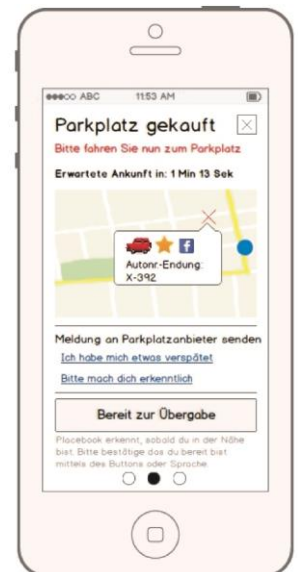 ABC 11:53 AM
Parkplatz gekauft
Bitte fahren Sie nun zum Parkplatz
Erwartete Ankunft in: 1 Min 13 Sek
Autonr.-Endung:
X-392
Meldung an Parkplatzanbieter senden
Ich habe mich etwas verspätet
Bitte mach dich erkenntlich
Bereit zur Übergabe
Placebook erkennt, sobald du in der Nähe
bist. Bitte bestätige das du bereit bist
mittels des Buttons oder Sprache.